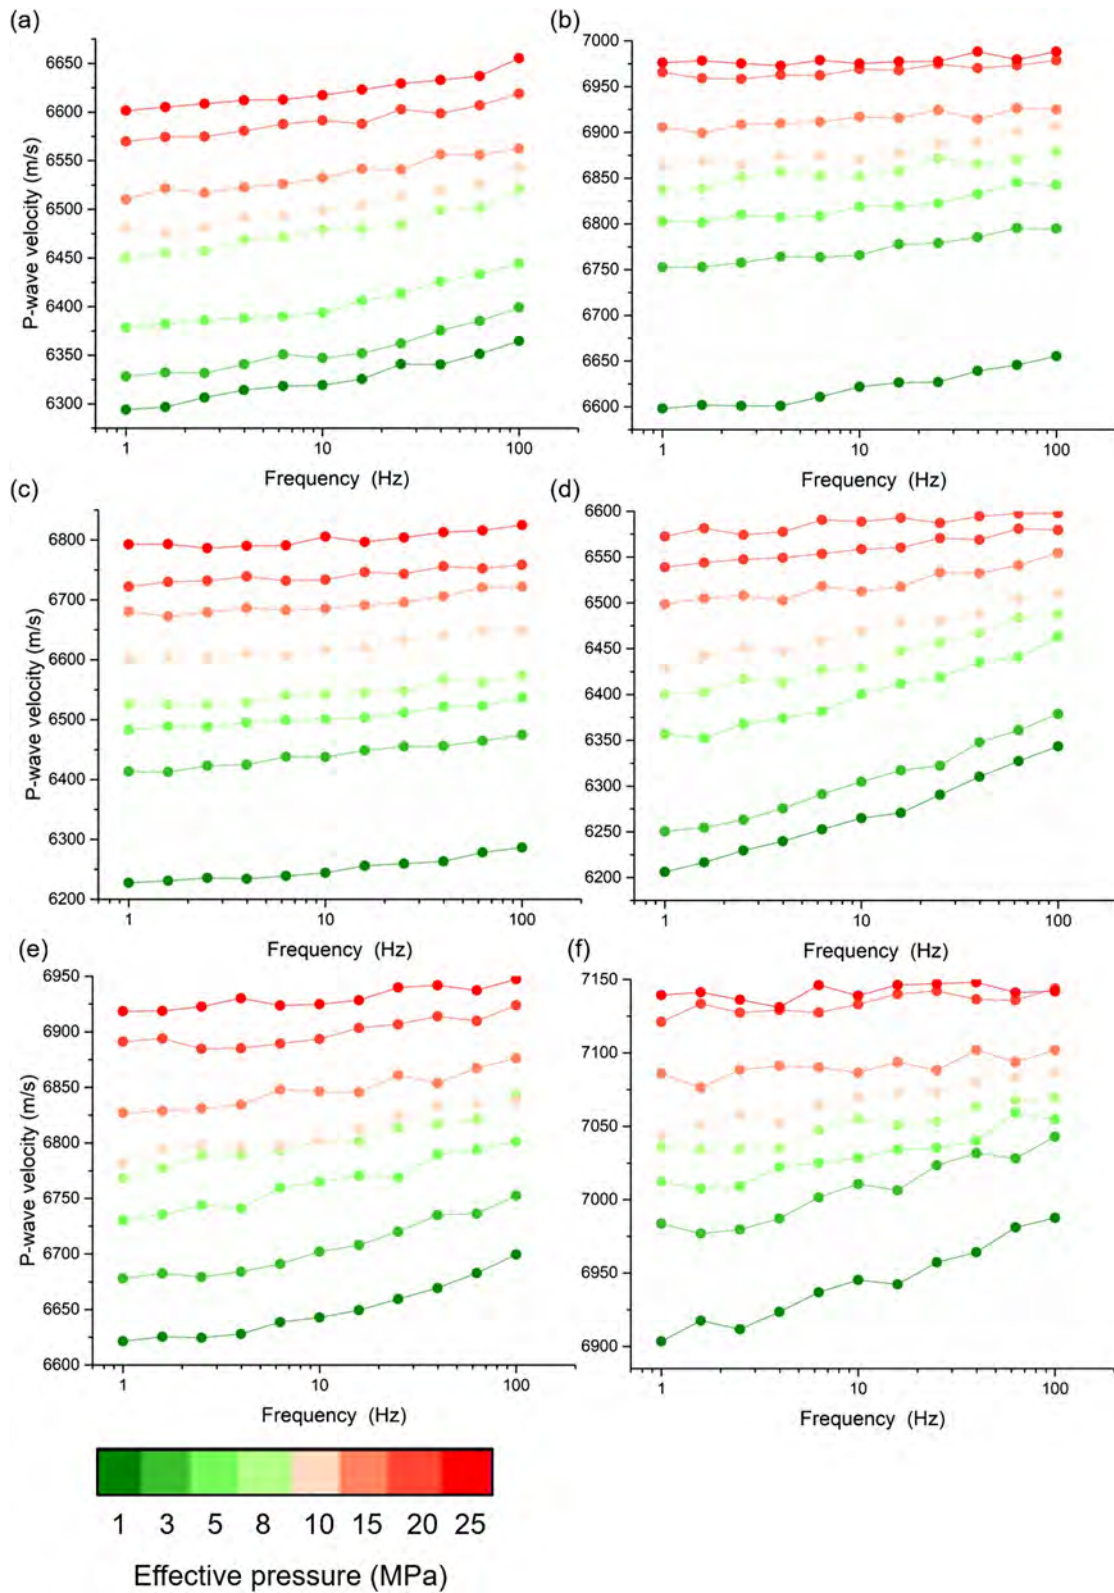 (a)
P-wave velocity (m/s)
6650
6600
6550
6500
6450
6400
6350
6300
1 10 100
Frequency (Hz)
(b)
7000
6950
6900
6850
6800
6750
6700
6650
6600
1 10 100
Frequency (Hz)
(c)
P-wave velocity (m/s)
6800
6700
6600
6500
6400
6300
6200
1 10 100
Frequency (Hz)
(d)
6600
6550
6500
6450
6400
6350
6300
6250
6200
1 10 100
Frequency (Hz)
(e)
P-wave velocity (m/s)
6950
6900
6850
6800
6750
6700
6650
6600
1 10 100
Frequency (Hz)
(f)
7150
7100
7050
7000
6950
6900
1 10 100
Frequency (Hz)
1 3 5 8 10 15 20 25
Effective pressure (MPa)